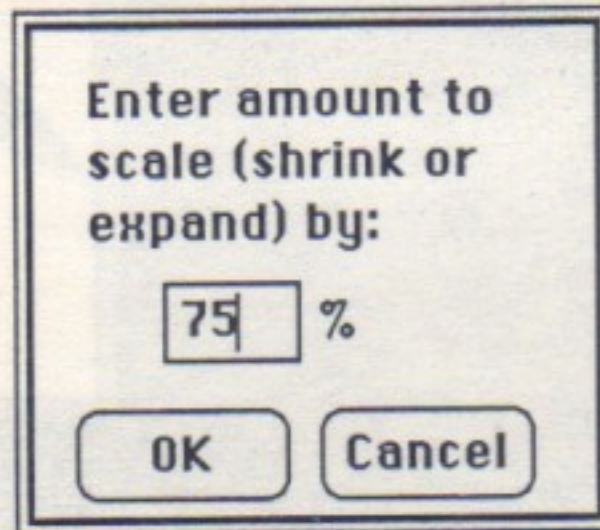 Enter amount to
scale (shrink or
expand) by:
75 %
OK Cancel